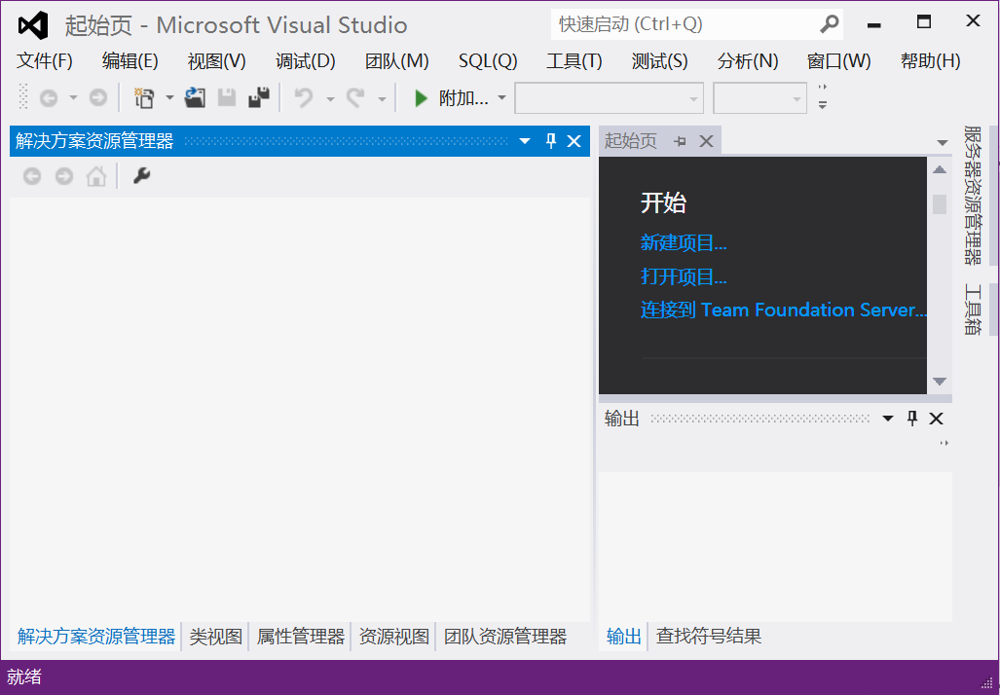 起始页 - Microsoft Visual Studio
快速启动 (Ctrl+Q)
文件(F) 编辑(E) 视图(V) 调试(D) 团队(M) SQL(Q) 工具(T) 测试(S) 分析(N) 窗口(W) 帮助(H)
附加...
解决方案资源管理器
起始页
开始
新建项目...
打开项目...
连接到 Team Foundation Server...
服务器资源管理器
工具箱
输出
解决方案资源管理器 类视图 属性管理器 资源视图 团队资源管理器
输出 查找符号结果
就绪